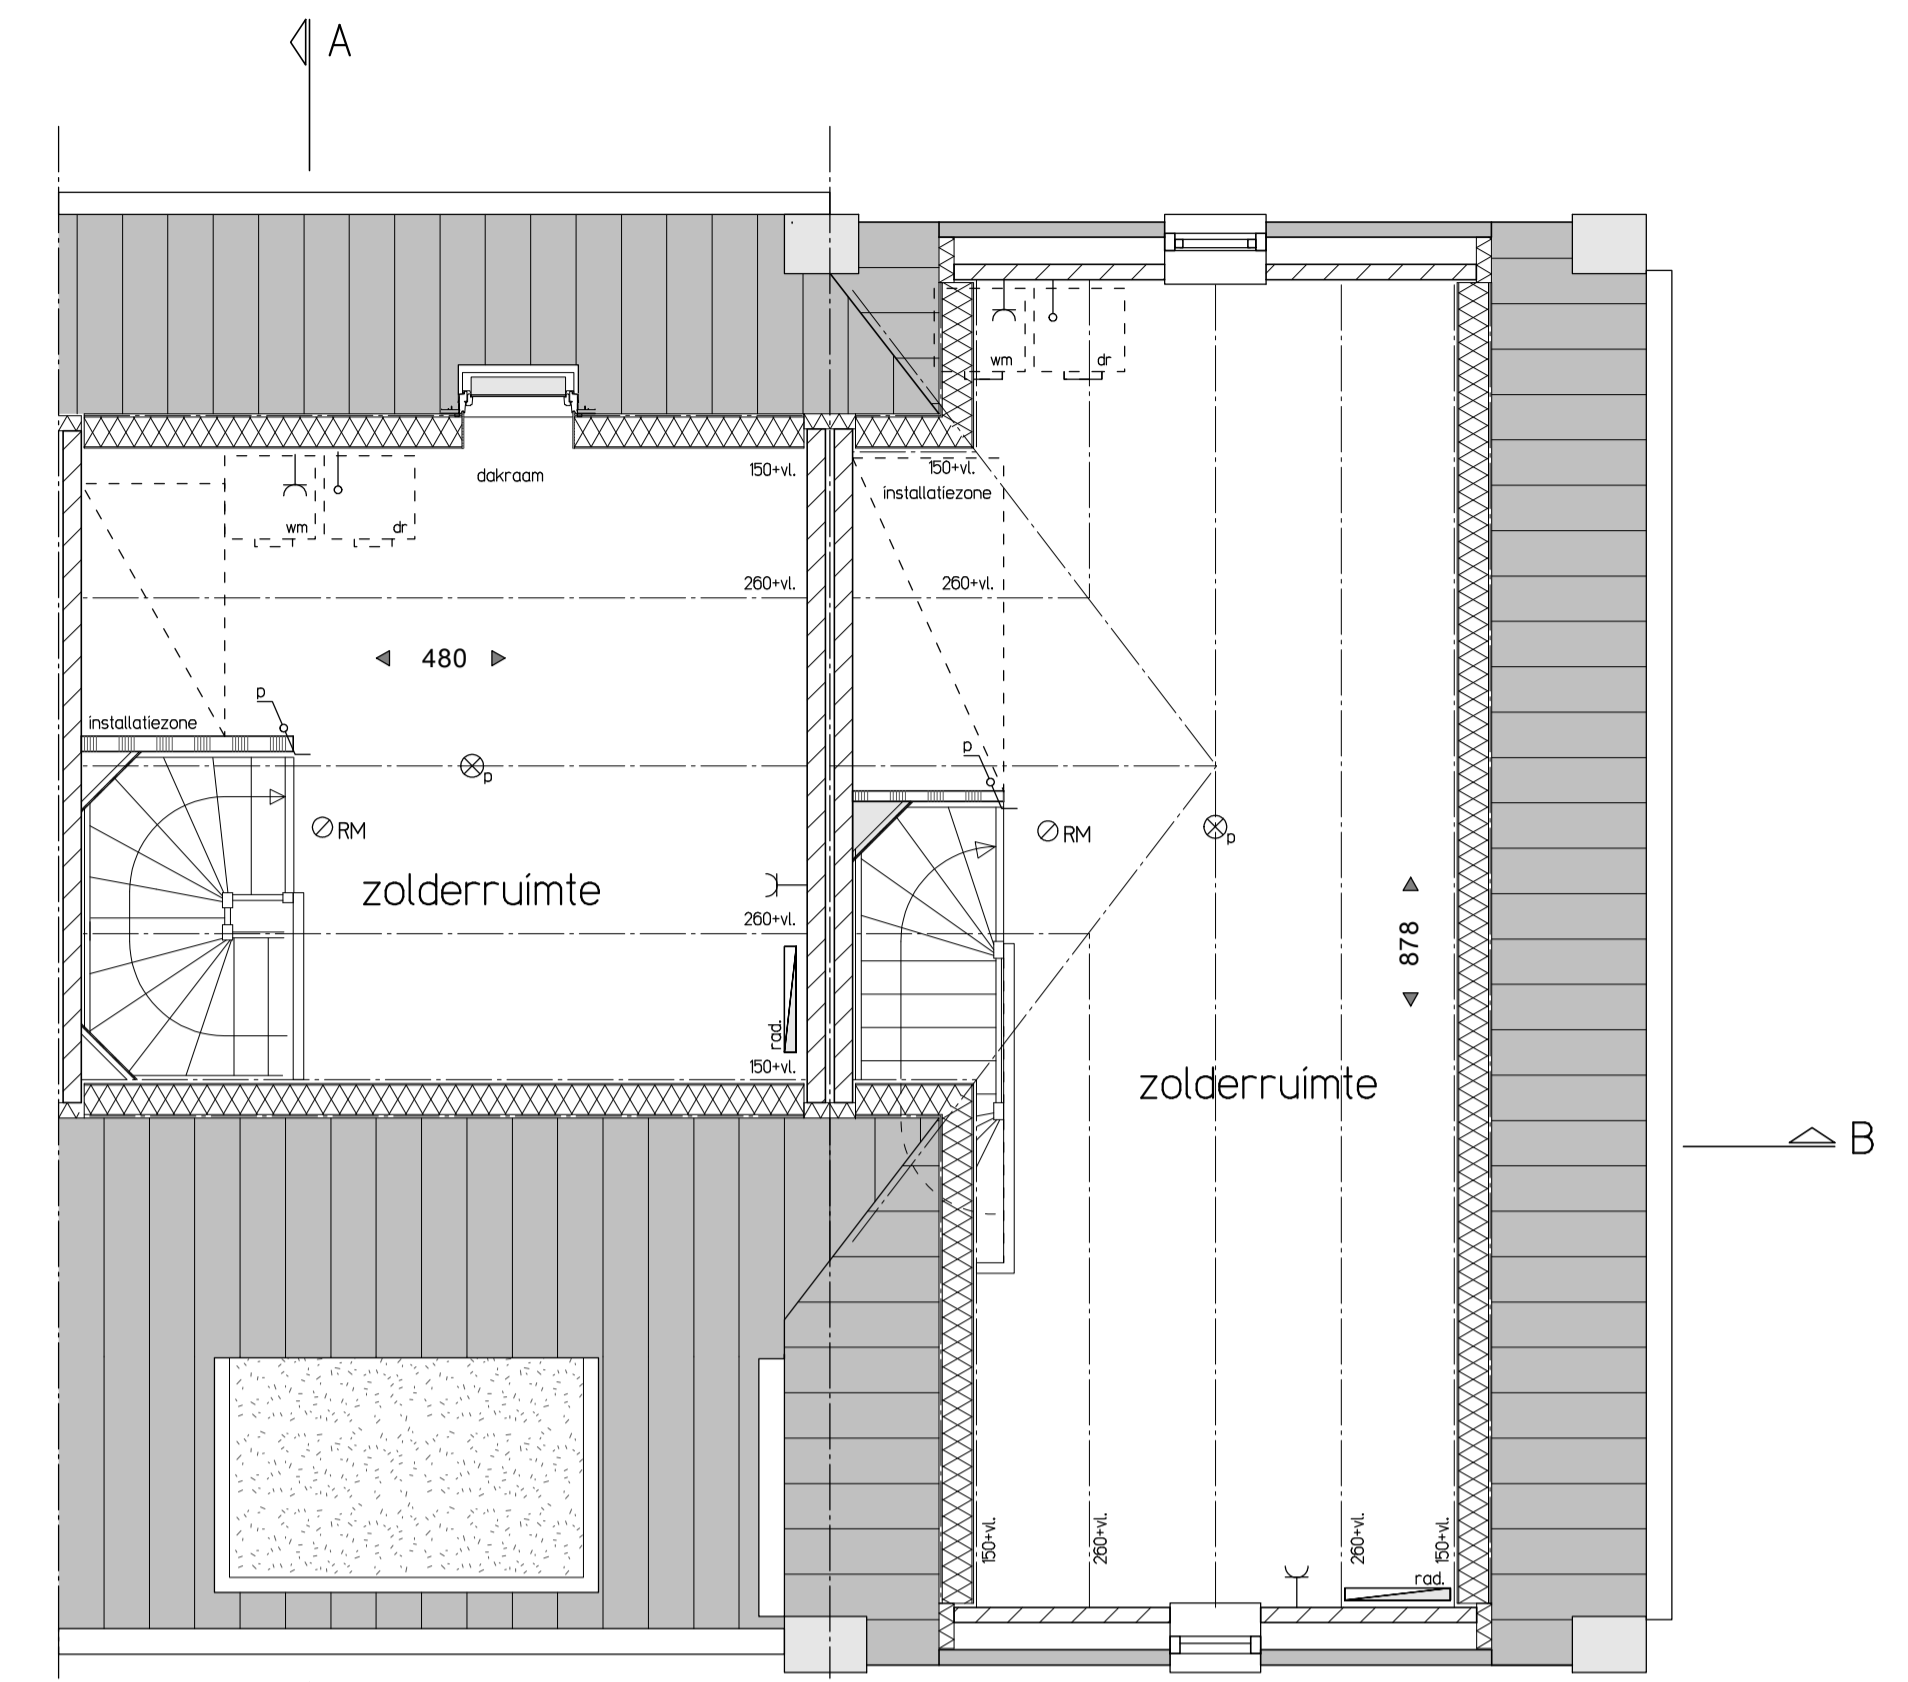 A
wm
dr
150+vl.
dakraam
150+vl.
installatiezone
wm
dr
260+vl.
260+vl.
480
p
installatiezone
p
p
RM
RM
p
zolderruimte
260+vl.
878
rad.
150+vl.
zolderruimte
B
150+vl.
260+vl.
260+vl.
150+vl.
rad.